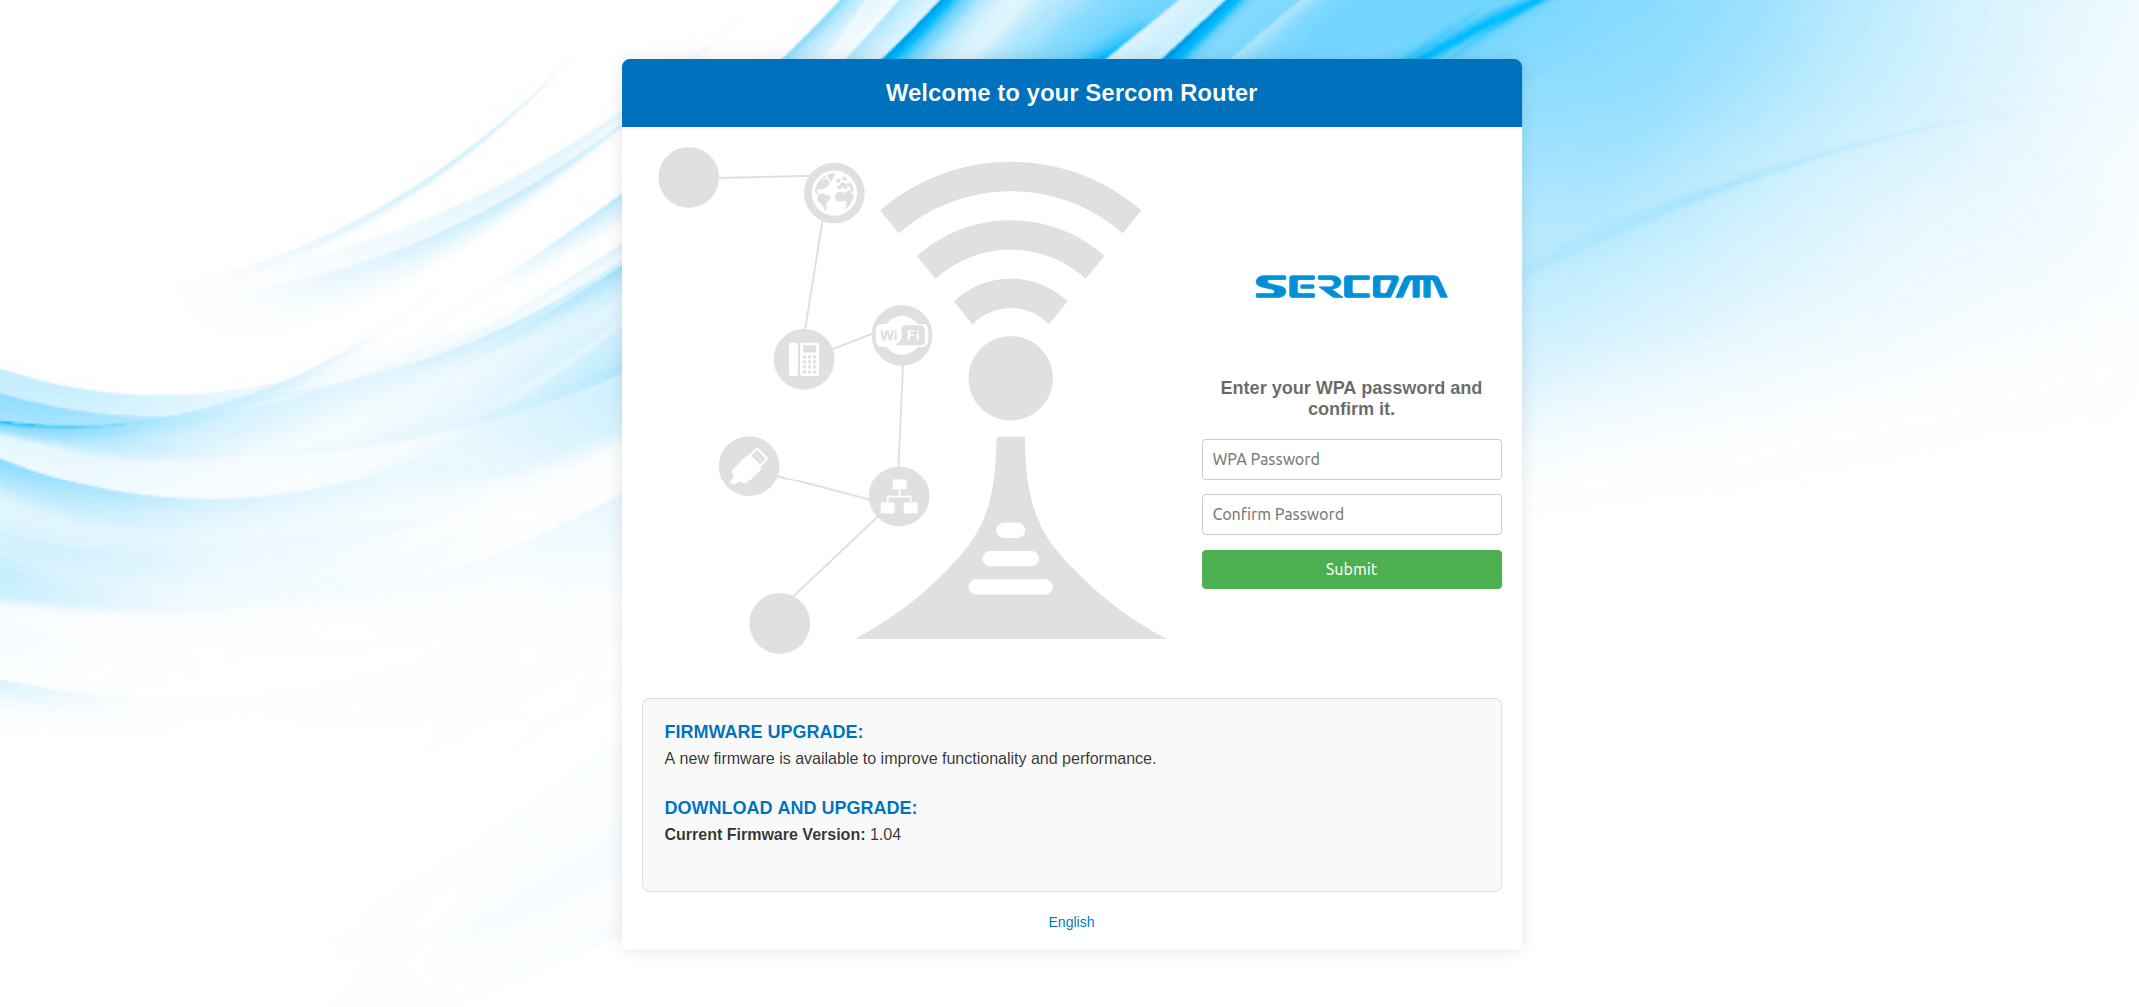 Welcome to your Sercom Router
Wi Fi
SERCOMM
Enter your WPA password and
confirm it.
WPA Password
Confirm Password
Submit
FIRMWARE UPGRADE:
A new firmware is available to improve functionality and performance.
DOWNLOAD AND UPGRADE:
Current Firmware Version: 1.04
English